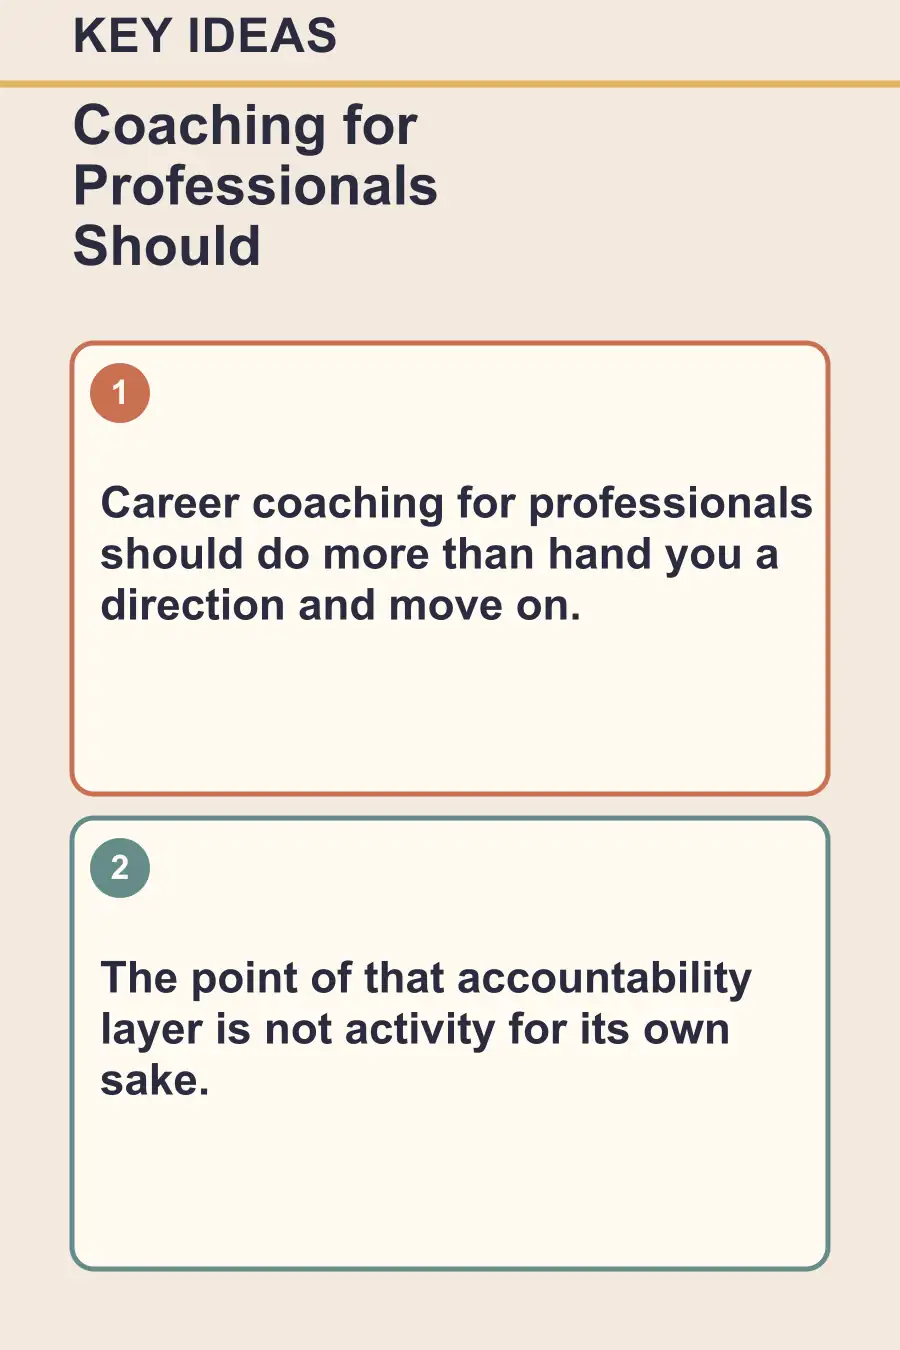 KEY IDEAS
Coaching for
Professionals
Should
1
Career coaching for professionals
should do more than hand you a
direction and move on.
2
The point of that accountability
layer is not activity for its own
sake.